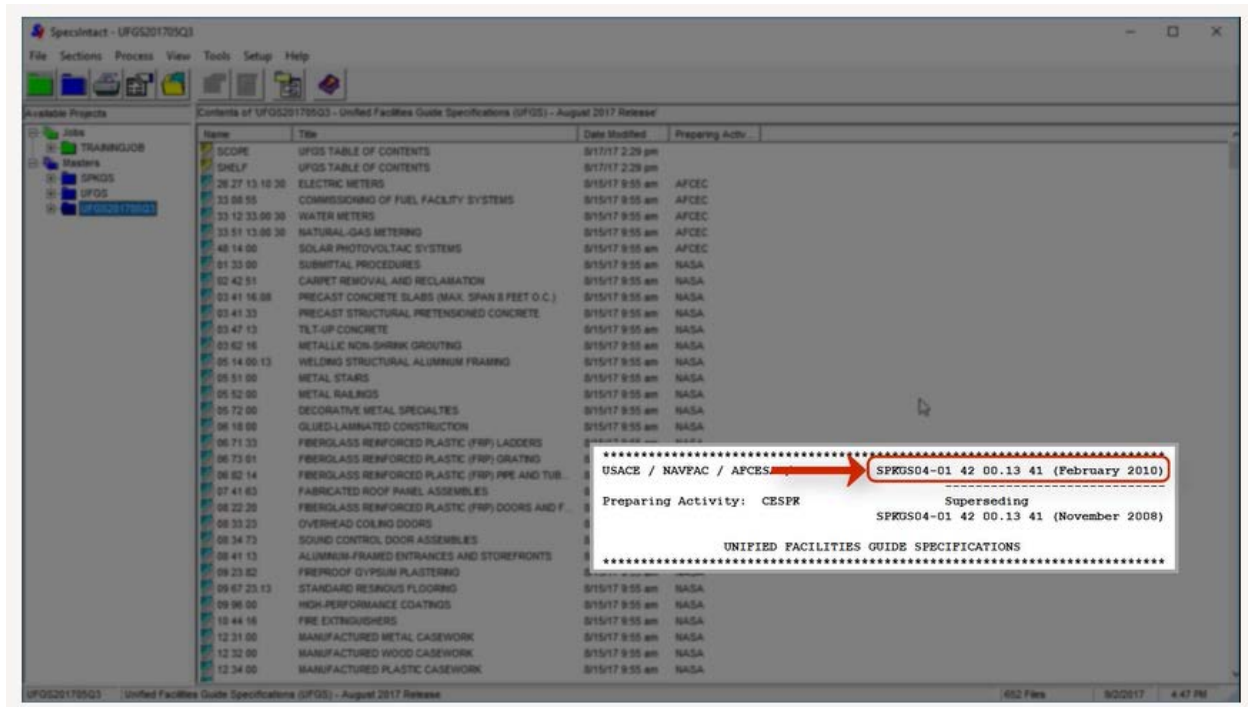 SpecsIntact - UFGS201705Q3
File Sections Process View Tools Setup Help
Available Projects
Contents of 'UFGS201705Q3 - Unified Facilities Guide Specifications (UFGS) - August 2017 Release'
Jobs
TRAININGJOB
Masters
SPKGS
UFGS
UFGS201705Q3
Name Title Date Modified Preparing Activ...
SCOPE UFGS TABLE OF CONTENTS 8/17/17 2:29 pm
SHELF UFGS TABLE OF CONTENTS 8/17/17 2:29 pm
26 27 13.10 30 ELECTRIC METERS 8/15/17 9:55 am AFCEC
33 08 55 COMMISSIONING OF FUEL FACILITY SYSTEMS 8/15/17 9:55 am AFCEC
33 12 33.00 30 WATER METERS 8/15/17 9:55 am AFCEC
33 51 13.00 30 NATURAL-GAS METERING 8/15/17 9:55 am AFCEC
48 14 00 SOLAR PHOTOVOLTAIC SYSTEMS 8/15/17 9:55 am AFCEC
01 33 00 SUBMITTAL PROCEDURES 8/15/17 9:55 am NASA
02 42 51 CARPET REMOVAL AND RECLAMATION 8/15/17 9:55 am NASA
03 41 16.08 PRECAST CONCRETE SLABS (MAX. SPAN 8 FEET O.C.) 8/15/17 9:55 am NASA
03 41 33 PRECAST STRUCTURAL PRETENSIONED CONCRETE 8/15/17 9:55 am NASA
03 47 13 TILT-UP CONCRETE 8/15/17 9:55 am NASA
03 62 16 METALLIC NON-SHRINK GROUTING 8/15/17 9:55 am NASA
05 14 00.13 WELDING STRUCTURAL ALUMINUM FRAMING 8/15/17 9:55 am NASA
05 51 00 METAL STAIRS 8/15/17 9:55 am NASA
05 52 00 METAL RAILINGS 8/15/17 9:55 am NASA
05 72 00 DECORATIVE METAL SPECIALTIES 8/15/17 9:55 am NASA
06 18 00 GLUED-LAMINATED CONSTRUCTION 8/15/17 9:55 am NASA
06 71 33 FIBERGLASS REINFORCED PLASTIC (FRP) LADDERS
06 73 01 FIBERGLASS REINFORCED PLASTIC (FRP) GRATING
06 82 14 FIBERGLASS REINFORCED PLASTIC (FRP) PIPE AND TUB...
07 41 63 FABRICATED ROOF PANEL ASSEMBLIES
08 22 20 FIBERGLASS REINFORCED PLASTIC (FRP) DOORS AND F...
08 33 23 OVERHEAD COILING DOORS
08 34 73 SOUND CONTROL DOOR ASSEMBLIES
08 41 13 ALUMINUM-FRAMED ENTRANCES AND STOREFRONTS
09 23 82 FIREPROOF GYPSUM PLASTERING
09 67 23.13 STANDARD RESINOUS FLOORING 8/15/17 9:55 am NASA
09 96 00 HIGH-PERFORMANCE COATINGS 8/15/17 9:55 am NASA
10 44 16 FIRE EXTINGUISHERS 8/15/17 9:55 am NASA
12 31 00 MANUFACTURED METAL CASEWORK 8/15/17 9:55 am NASA
12 32 00 MANUFACTURED WOOD CASEWORK 8/15/17 9:55 am NASA
12 34 00 MANUFACTURED PLASTIC CASEWORK 8/15/17 9:55 am NASA
USACE / NAVFAC / AFCESA SPKGS04-01 42 00.13 41 (February 2010)
Preparing Activity: CESPK Superseding
SPKGS04-01 42 00.13 41 (November 2008)
UNIFIED FACILITIES GUIDE SPECIFICATIONS
UFGS201705Q3 Unified Facilities Guide Specifications (UFGS) - August 2017 Release 652 Files 9/2/2017 4:47 PM